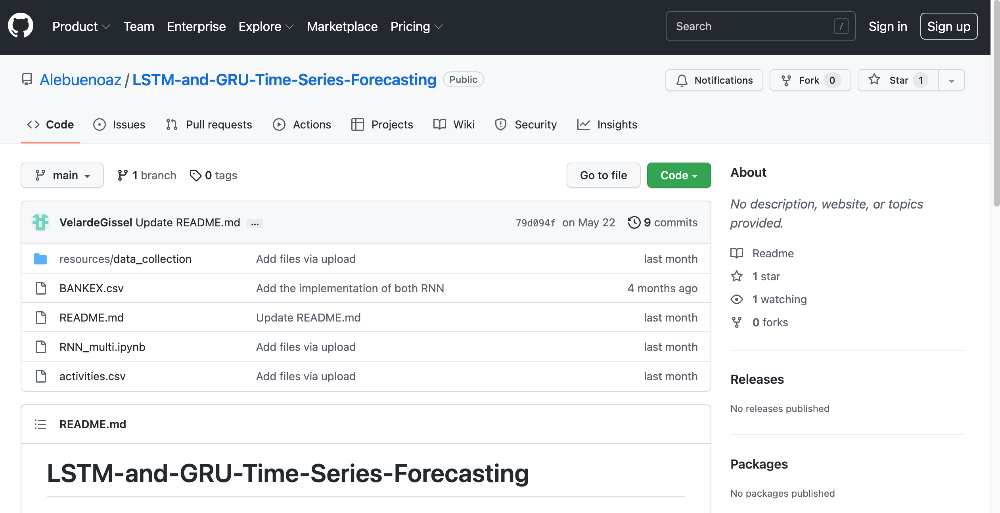 Product Team Enterprise Explore Marketplace Pricing Search / Sign in Sign up
Alebuenoaz / LSTM-and-GRU-Time-Series-Forecasting Public Notifications Fork 0 Star 1
Code Issues Pull requests Actions Projects Wiki Security Insights
main 1 branch 0 tags Go to file Code
VelardeGissel Update README.md ... 79d094f on May 22 9 commits
resources/data_collection Add files via upload last month
BANKEX.csv Add the implementation of both RNN 4 months ago
README.md Update README.md last month
RNN_multi.ipynb Add files via upload last month
activities.csv Add files via upload last month
README.md
LSTM-and-GRU-Time-Series-Forecasting
About
No description, website, or topics
provided.
Readme
1 star
1 watching
0 forks
Releases
No releases published
Packages
No packages published